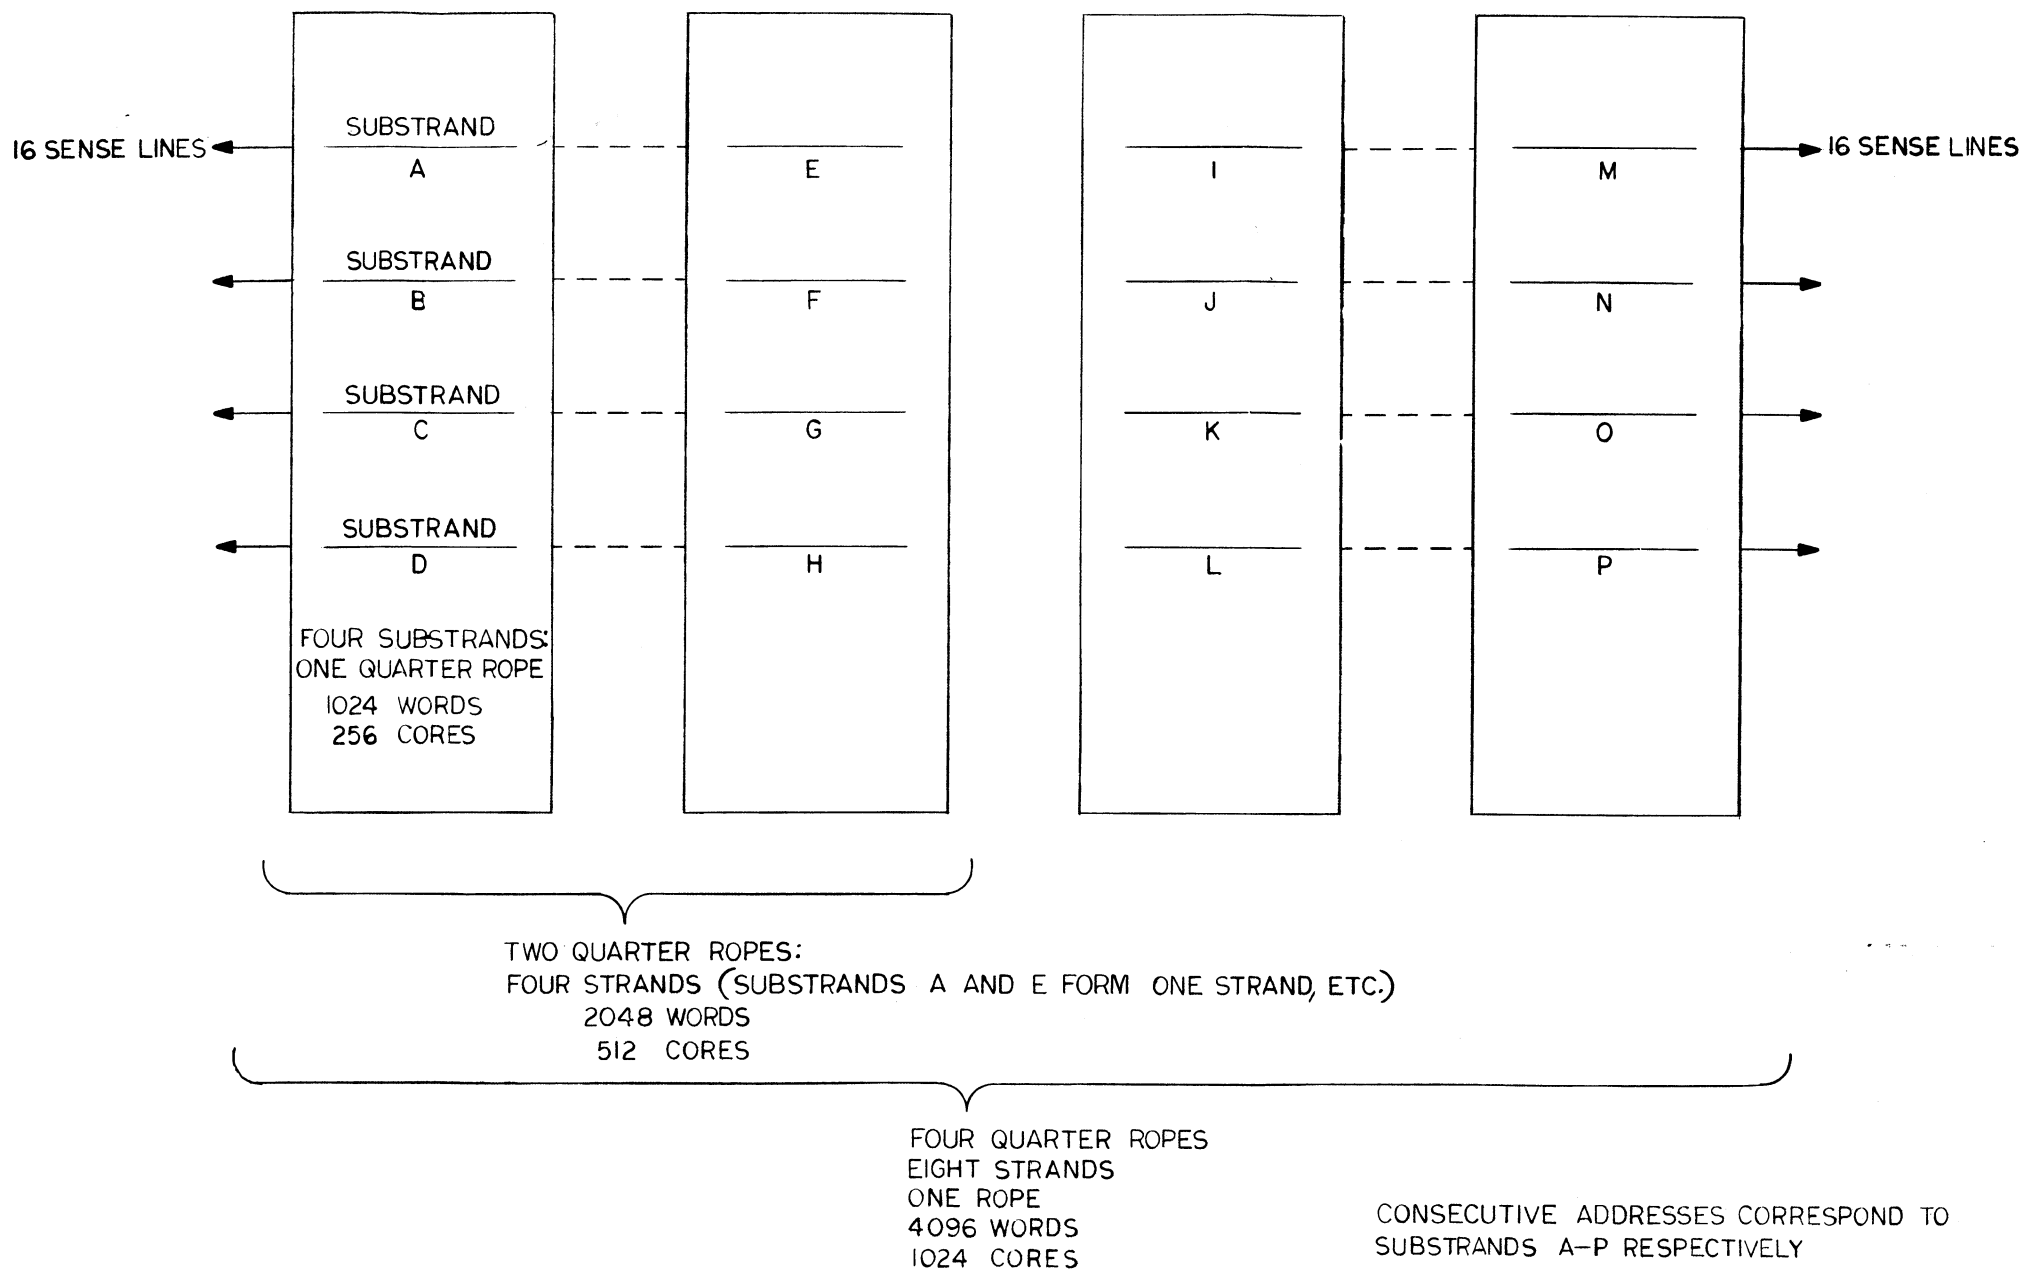 16 SENSE LINES
SUBSTRAND
A
E
I
M
16 SENSE LINES
SUBSTRAND
B
F
J
N
SUBSTRAND
C
G
K
O
SUBSTRAND
D
H
L
P
FOUR SUBSTRANDS:
ONE QUARTER ROPE
1024 WORDS
256 CORES
TWO QUARTER ROPES:
FOUR STRANDS (SUBSTRANDS A AND E FORM ONE STRAND, ETC.)
2048 WORDS
512 CORES
FOUR QUARTER ROPES
EIGHT STRANDS
ONE ROPE
4096 WORDS
1024 CORES
CONSECUTIVE ADDRESSES CORRESPOND TO
SUBSTRANDS A-P RESPECTIVELY